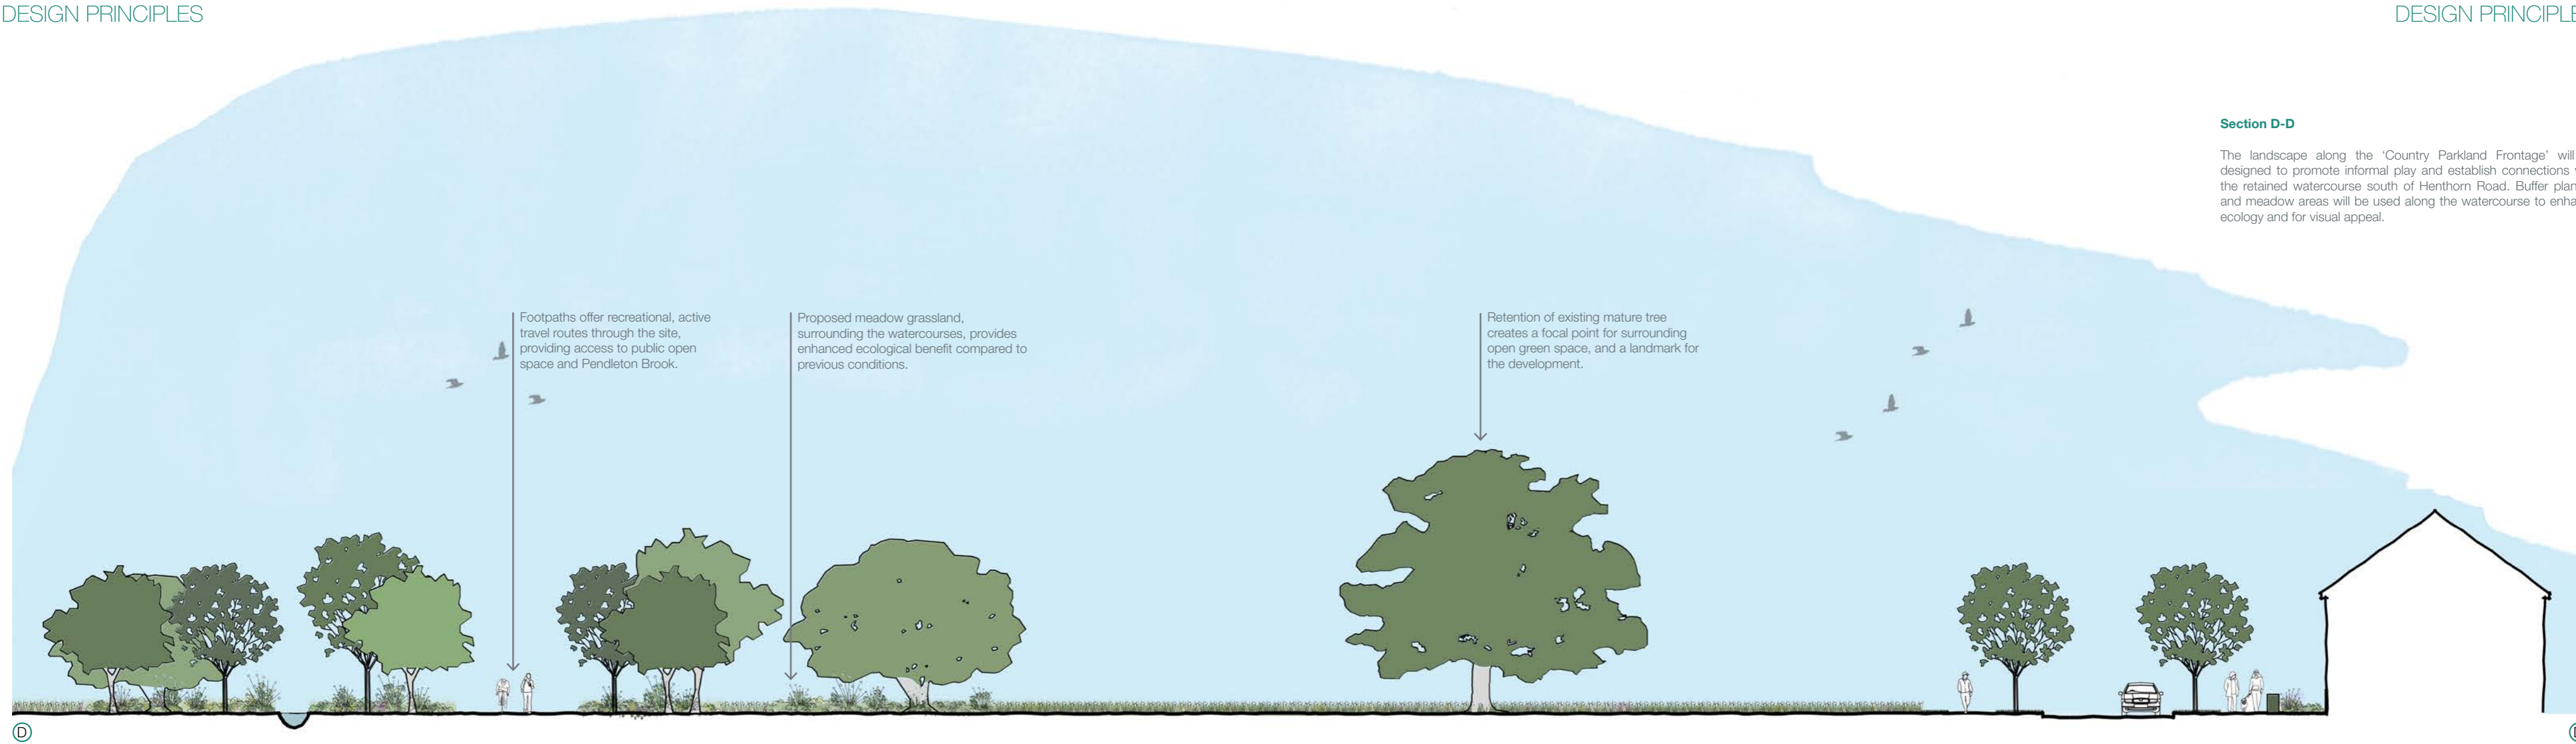 DESIGN PRINCIPLES
DESIGN PRINCIPLE
Section D-D
The landscape along the ‘Country Parkland Frontage’ will
designed to promote informal play and establish connections
the retained watercourse south of Henthorn Road. Buffer plan
and meadow areas will be used along the watercourse to enha
ecology and for visual appeal.
Footpaths offer recreational, active
travel routes through the site,
providing access to public open
space and Pendleton Brook.
Proposed meadow grassland,
surrounding the watercourses, provides
enhanced ecological benefit compared to
previous conditions.
Retention of existing mature tree
creates a focal point for surrounding
open green space, and a landmark for
the development.
D